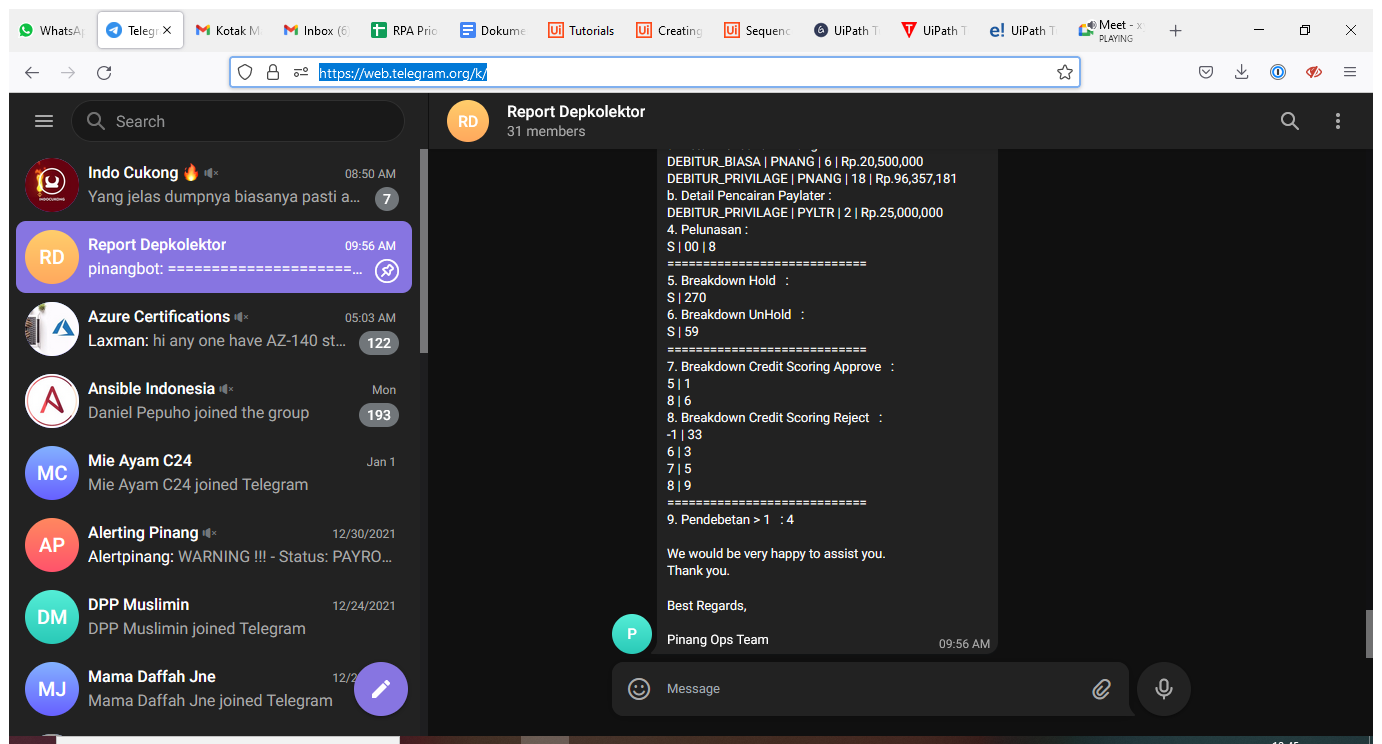 WhatsA
Telegr
Kotak M
Inbox (6)
RPA Prio
Dokume
Tutorials
Creating
Sequenc
UiPath T
UiPath T
UiPath T
Meet - x
PLAYING
https://web.telegram.org/k/
Search
Indo Cukong 🔥
08:50 AM
Yang jelas dumpnya biasanya pasti a...
7
RD
Report Depkolektor
09:56 AM
pinangbot: =====================...
Azure Certifications
05:03 AM
Laxman: hi any one have AZ-140 st...
122
Ansible Indonesia
Mon
Daniel Pepuho joined the group
193
MC
Mie Ayam C24
Jan 1
Mie Ayam C24 joined Telegram
AP
Alerting Pinang
12/30/2021
Alertpinang: WARNING !!! - Status: PAYRO...
DM
DPP Muslimin
12/24/2021
DPP Muslimin joined Telegram
MJ
Mama Daffah Jne
12/2
Mama Daffah Jne joined Telegram
RD
Report Depkolektor
31 members
DEBITUR_BIASA | PNANG | 6 | Rp.20,500,000
DEBITUR_PRIVILAGE | PNANG | 18 | Rp.96,357,181
b. Detail Pencairan Paylater :
DEBITUR_PRIVILAGE | PYLTR | 2 | Rp.25,000,000
4. Pelunasan :
S | 00 | 8
============================
5. Breakdown Hold :
S | 270
6. Breakdown UnHold :
S | 59
============================
7. Breakdown Credit Scoring Approve :
5 | 1
8 | 6
8. Breakdown Credit Scoring Reject :
-1 | 33
6 | 3
7 | 5
8 | 9
============================
9. Pendebetan > 1 : 4
We would be very happy to assist you.
Thank you.
Best Regards,
Pinang Ops Team
09:56 AM
P
Message